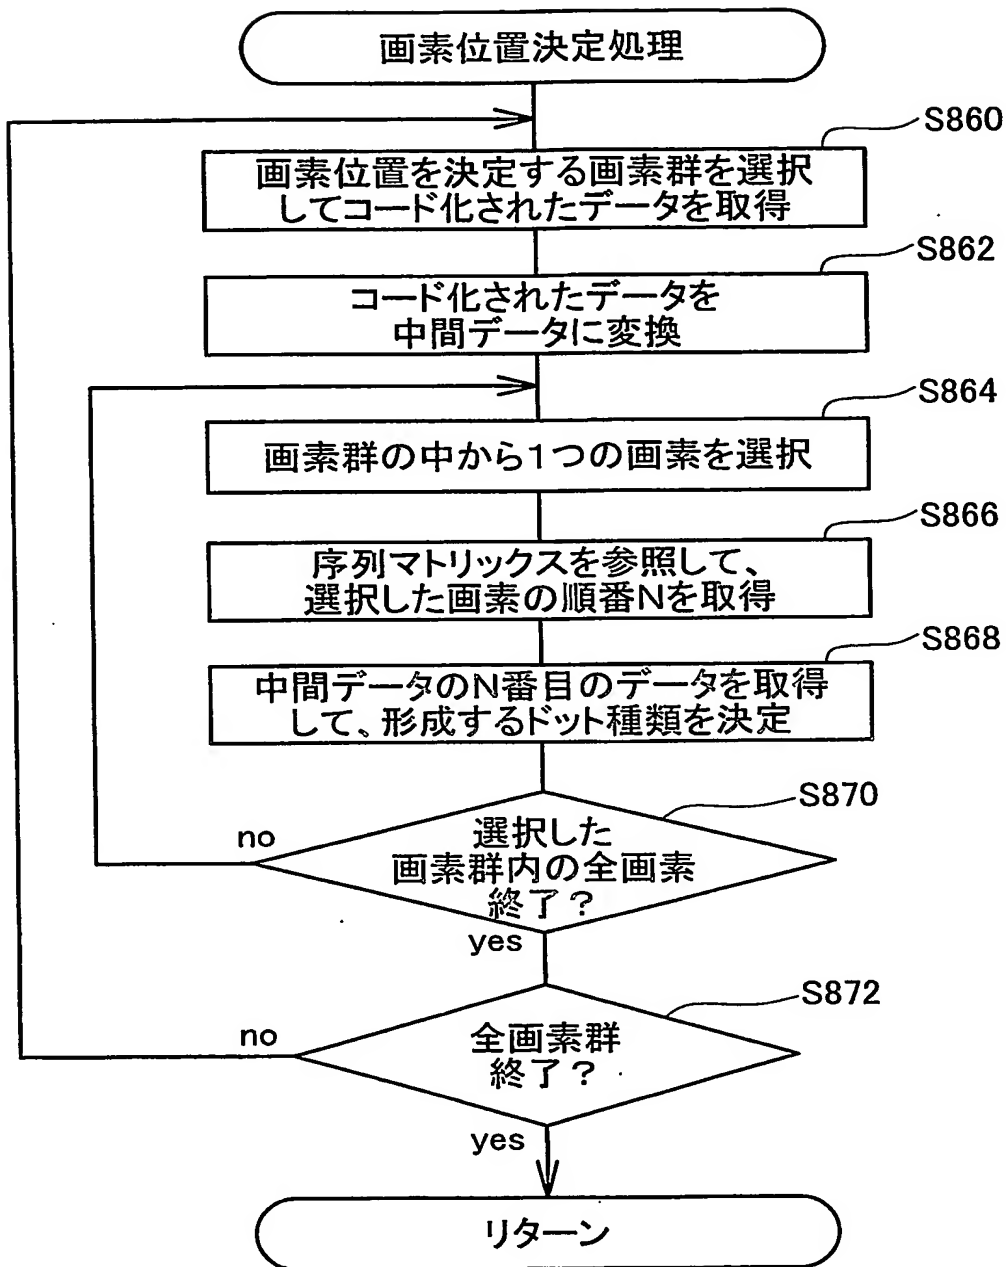 画素位置決定処理
S860
画素位置を決定する画素群を選択
してコード化されたデータを取得
S862
コード化されたデータを
中間データに変換
S864
画素群の中から1つの画素を選択
S866
序列マトリックスを参照して、
選択した画素の順番Nを取得
S868
中間データのN番目のデータを取得
して、形成するドット種類を決定
S870
no
選択した
画素群内の全画素
終了？
yes
S872
no
全画素群
終了？
yes
リターン